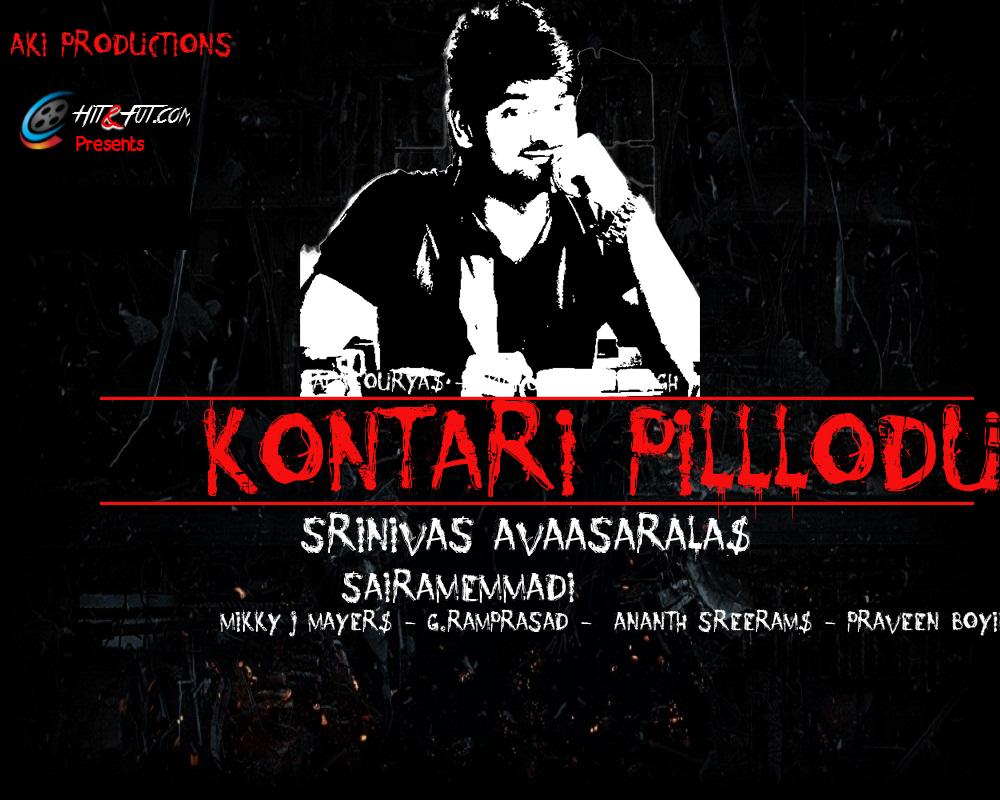 AKI PRODUCTIONS
HIT&FUT.COM
Presents
KONTARI PILLLODU
SRINIVAS AVAASARALA$
SAIRAMEMMADI
MIKKY J MAYER$ - G.RAMPRASAD - ANANTH SREERAM$ - PRAVEEN BOYI